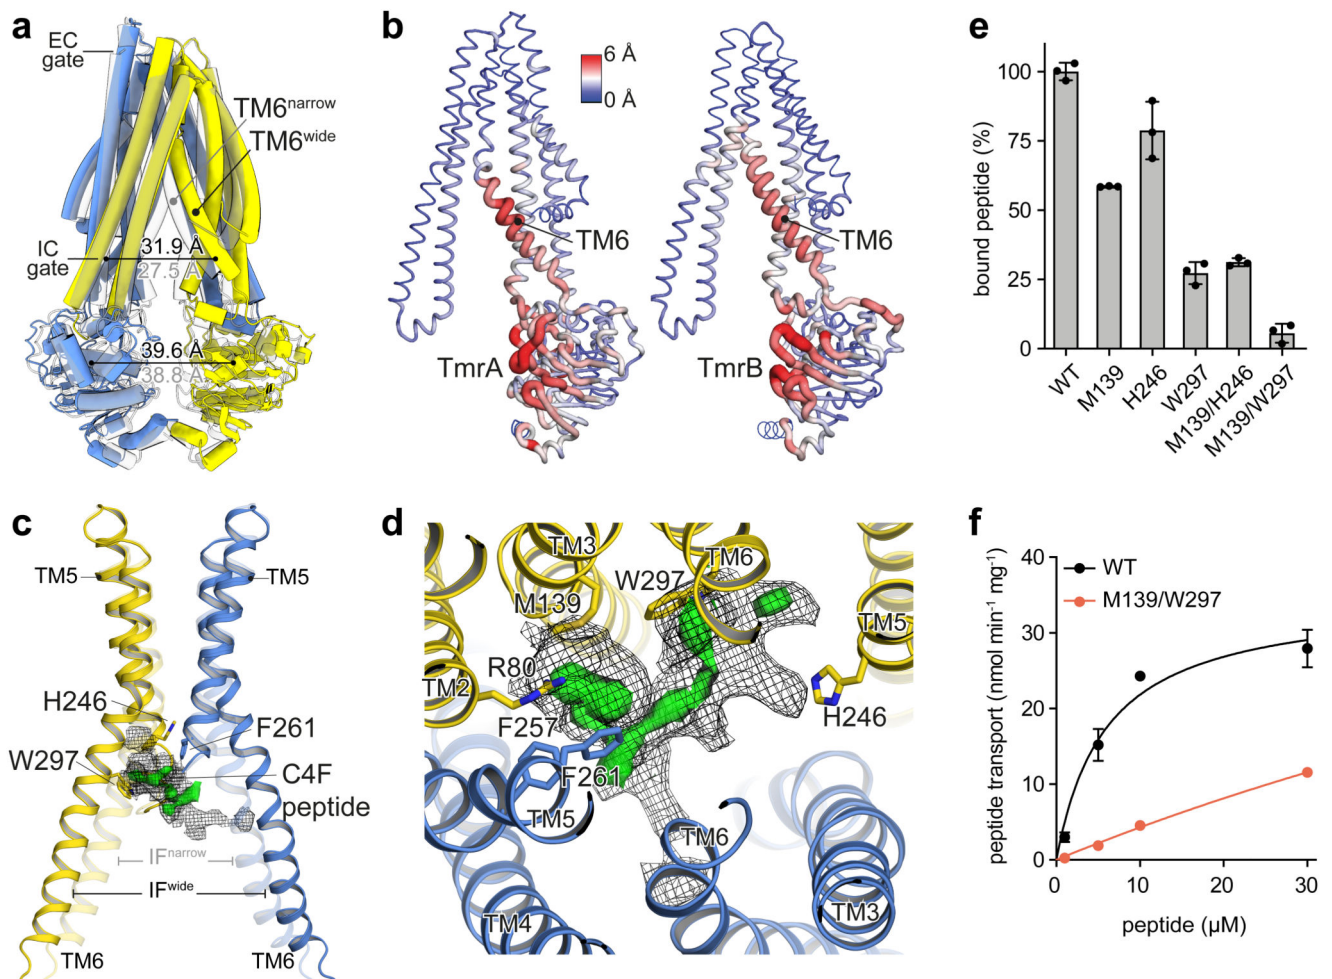 a
EC
gate
TM6narrow
TM6wide
31.9 Å
27.5 Å
IC
gate
39.6 Å
38.8 Å
b
6 Å
0 Å
TM6
TM6
TmrA
TmrB
e
bound peptide (%)
100
75
50
25
0
WT
M139
H246
W297
M139/H246
M139/W297
c
TM5
TM5
H246
F261
W297
C4F
peptide
IFnarrow
IFwide
TM6
TM6
d
TM3
TM6
W297
M139
TM5
R80
TM2
H246
F257
F261
TM5
TM6
TM4
TM3
f
peptide transport (nmol min⁻¹ mg⁻¹)
40
30
20
10
0
WT
M139/W297
0
10
20
30
peptide (µM)